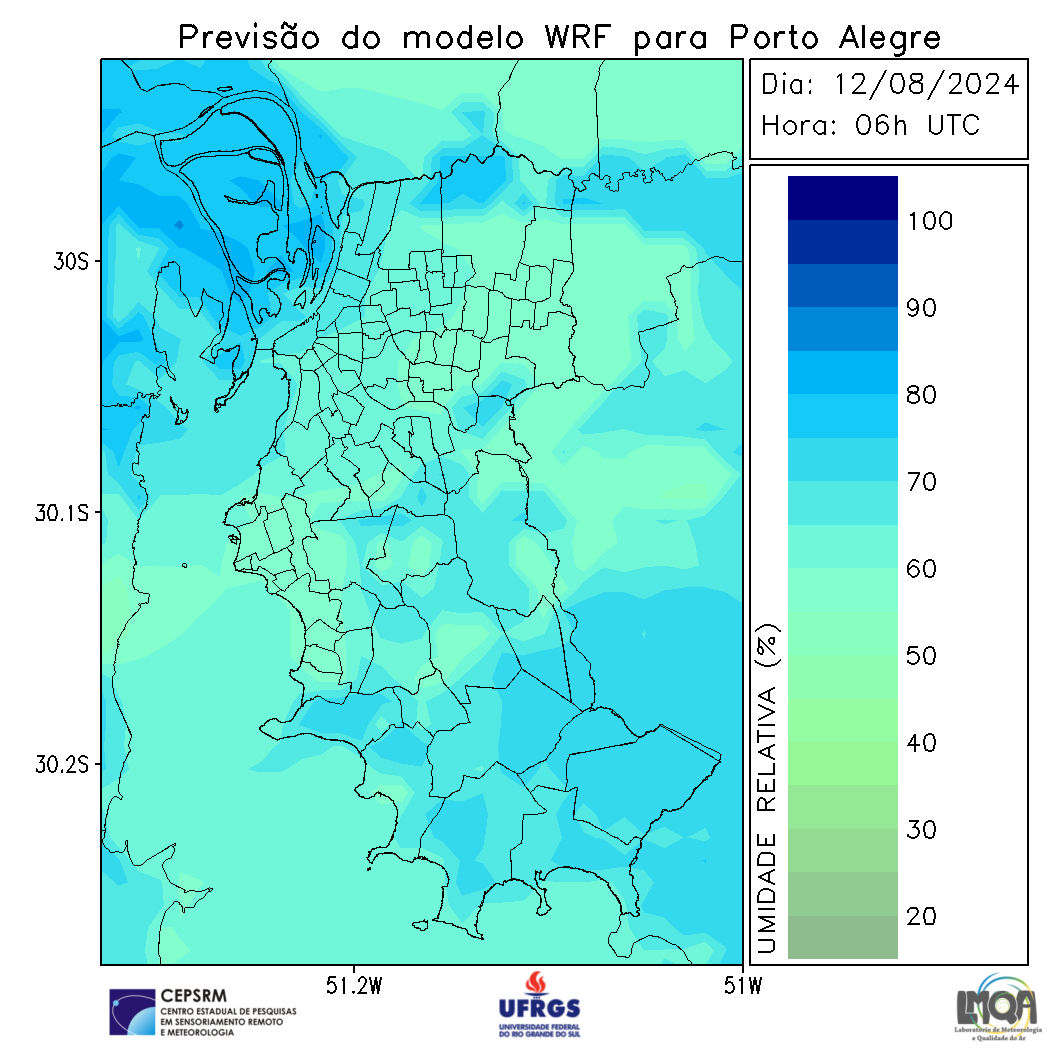 Previsão do modelo WRF para Porto Alegre
Dia: 12/08/2024
Hora: 06h UTC
30S
30.1S
30.2S
51.2W
51W
UMIDADE RELATIVA (%)
100
90
80
70
60
50
40
30
20
CEPSRM
CENTRO ESTADUAL DE PESQUISAS
EM SENSORIAMENTO REMOTO
E METEOROLOGIA
UFRGS
UNIVERSIDADE FEDERAL
DO RIO GRANDE DO SUL
LMQA
Laboratório de Meteorologia
e Qualidade do Ar